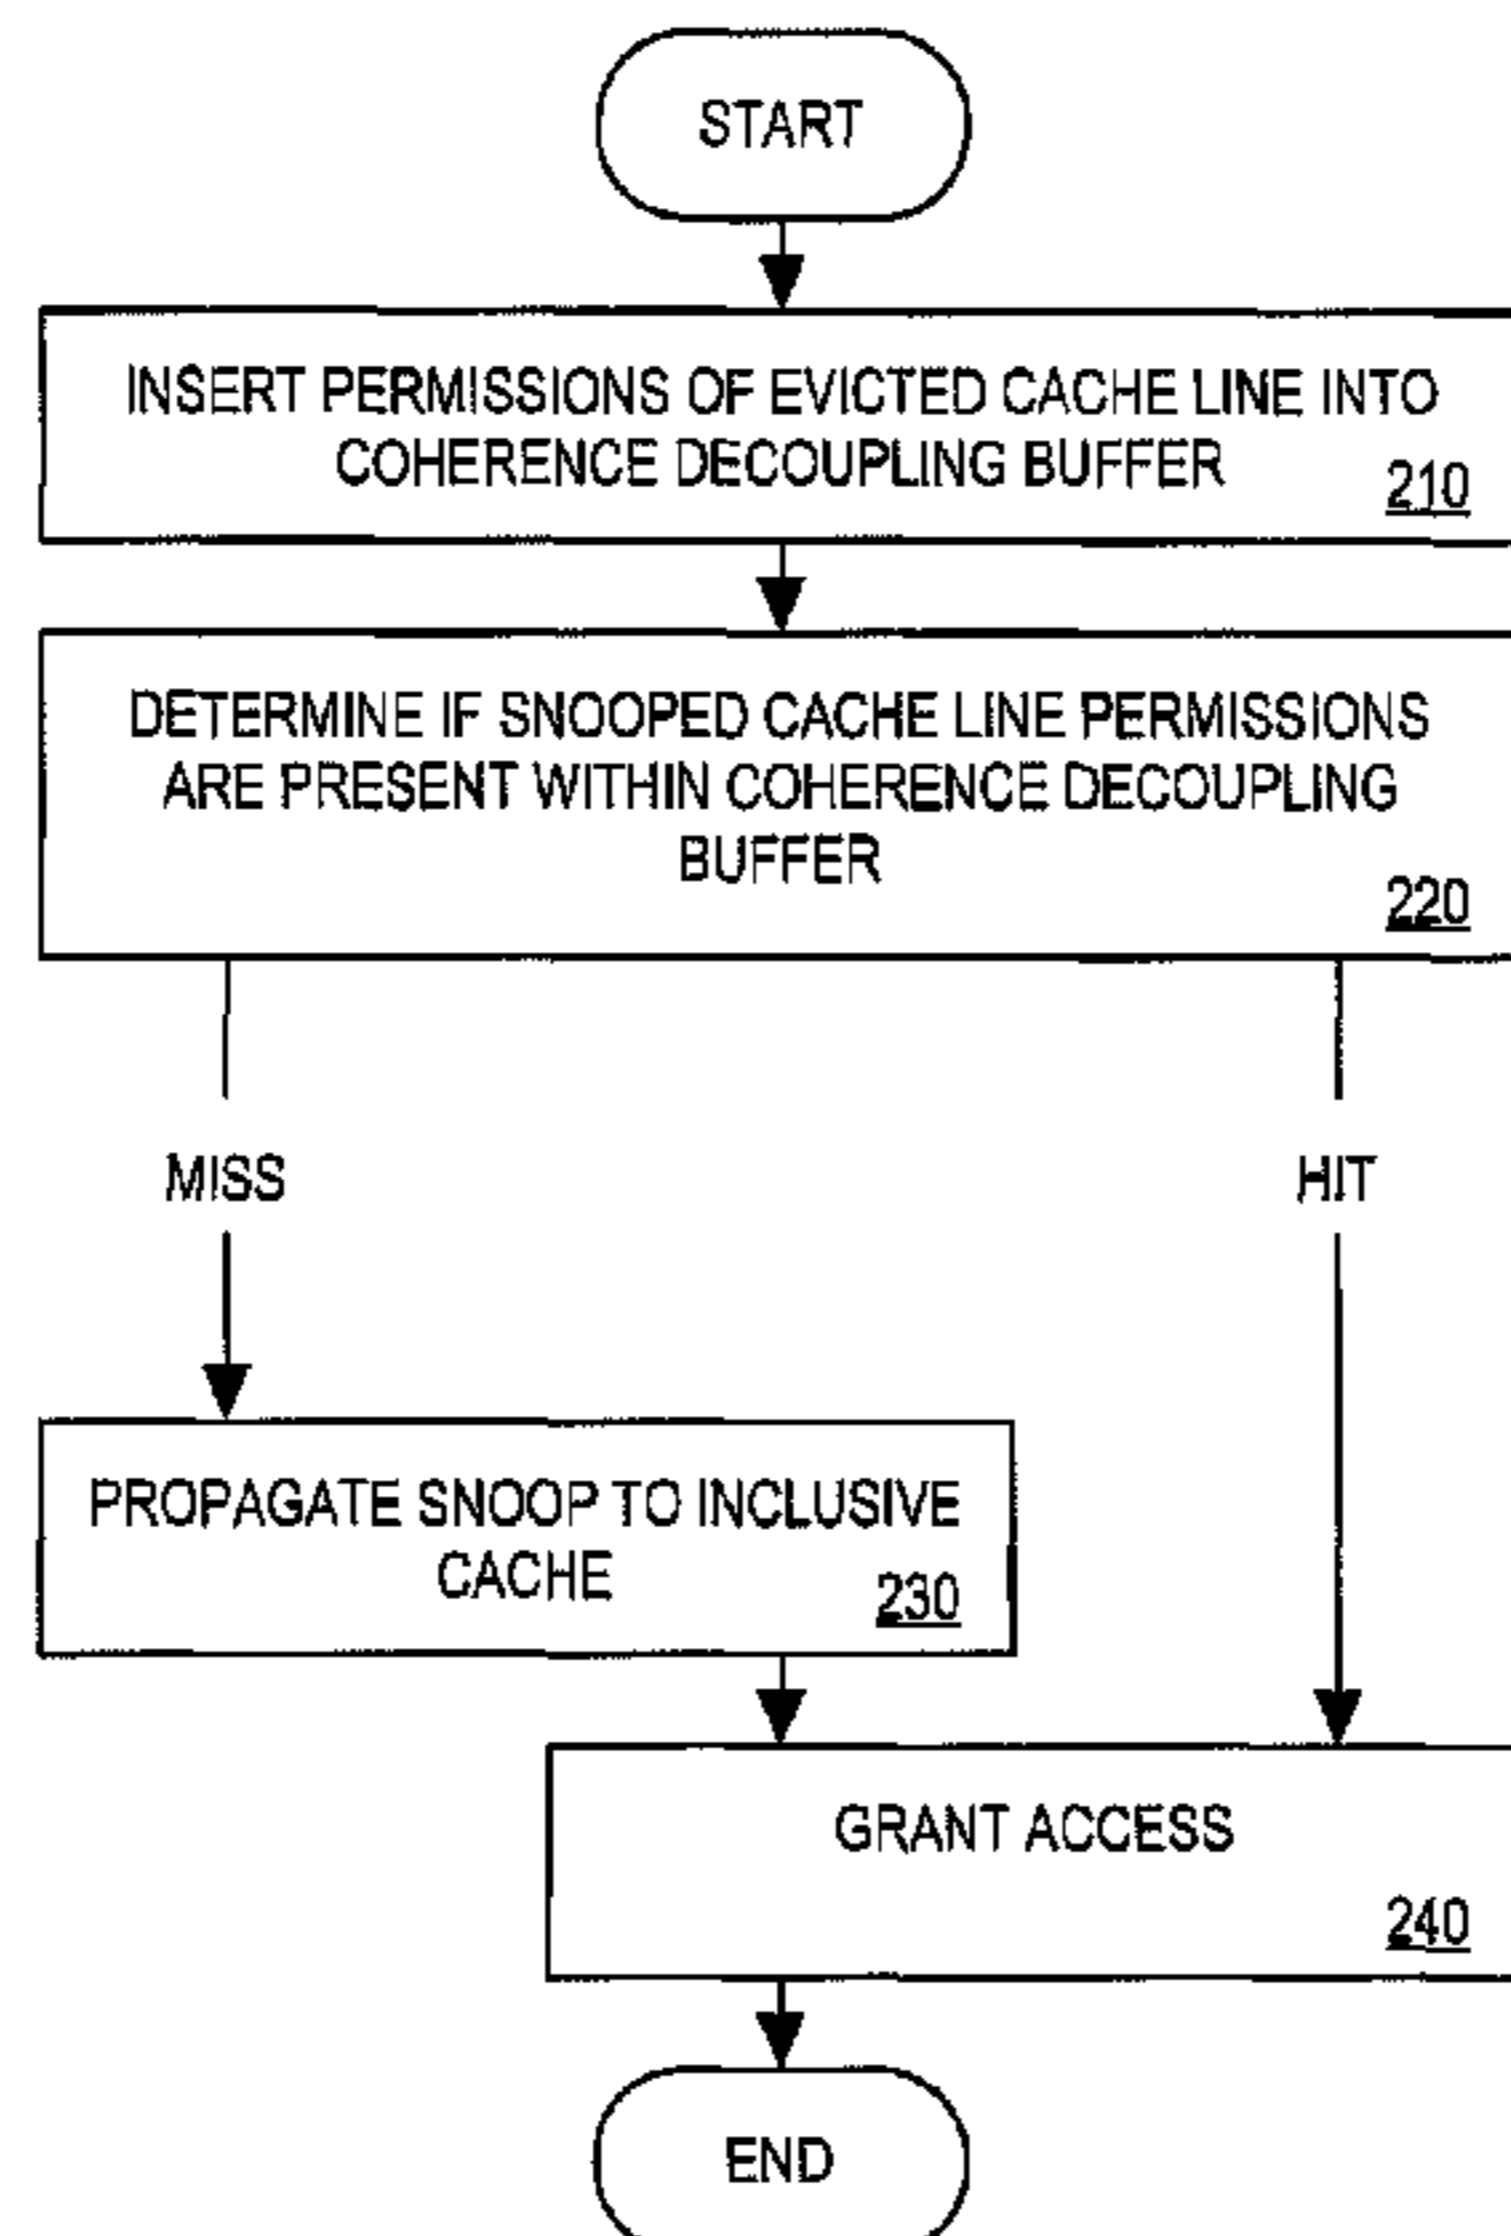 START
INSERT PERMISSIONS OF EVICTED CACHE LINE INTO
COHERENCE DECOUPLING BUFFER
210
DETERMINE IF SNOOPED CACHE LINE PERMISSIONS
ARE PRESENT WITHIN COHERENCE DECOUPLING
BUFFER
220
MISS
HIT
PROPAGATE SNOOP TO INCLUSIVE
CACHE
230
GRANT ACCESS
240
END